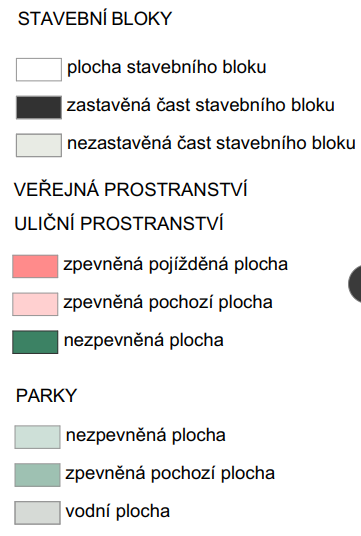 STAVEBNÍ BLOKY
plocha stavebního bloku
zastavěná část stavebního bloku
nezastavěná část stavebního bloku
VEŘEJNÁ PROSTRANSTVÍ
ULIČNÍ PROSTRANSTVÍ
zpevněná pojížděná plocha
zpevněná pochozí plocha
nezpevněná plocha
PARKY
nezpevněná plocha
zpevněná pochozí plocha
vodní plocha